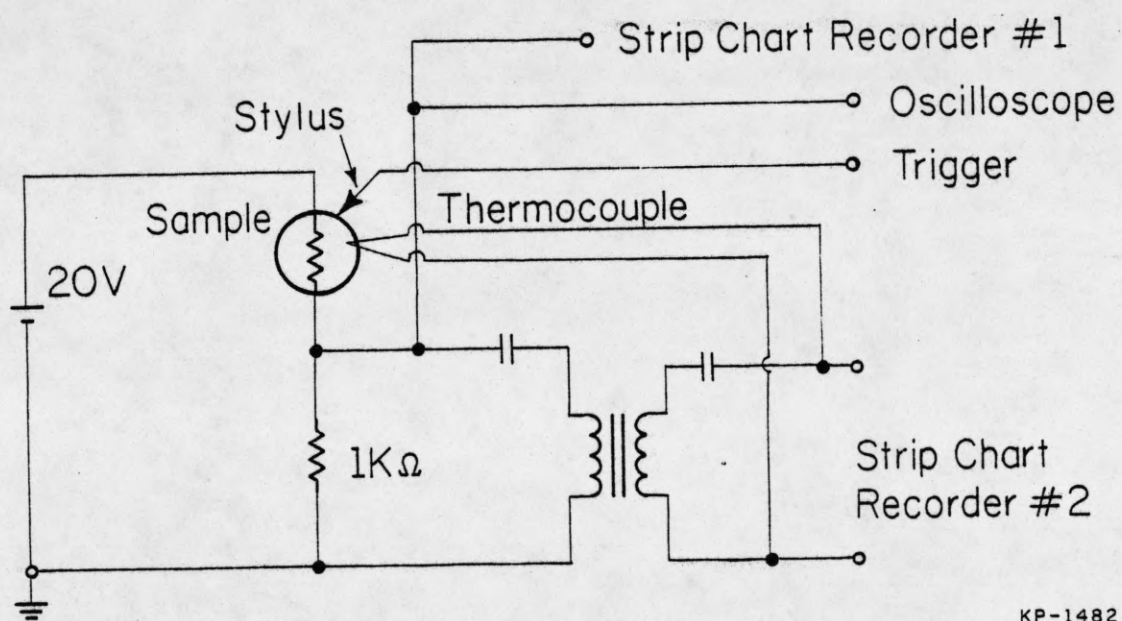 Strip Chart Recorder #1
Oscilloscope
Stylus
Trigger
Sample
Thermocouple
20V
1KΩ
Strip Chart
Recorder #2
KP-1482